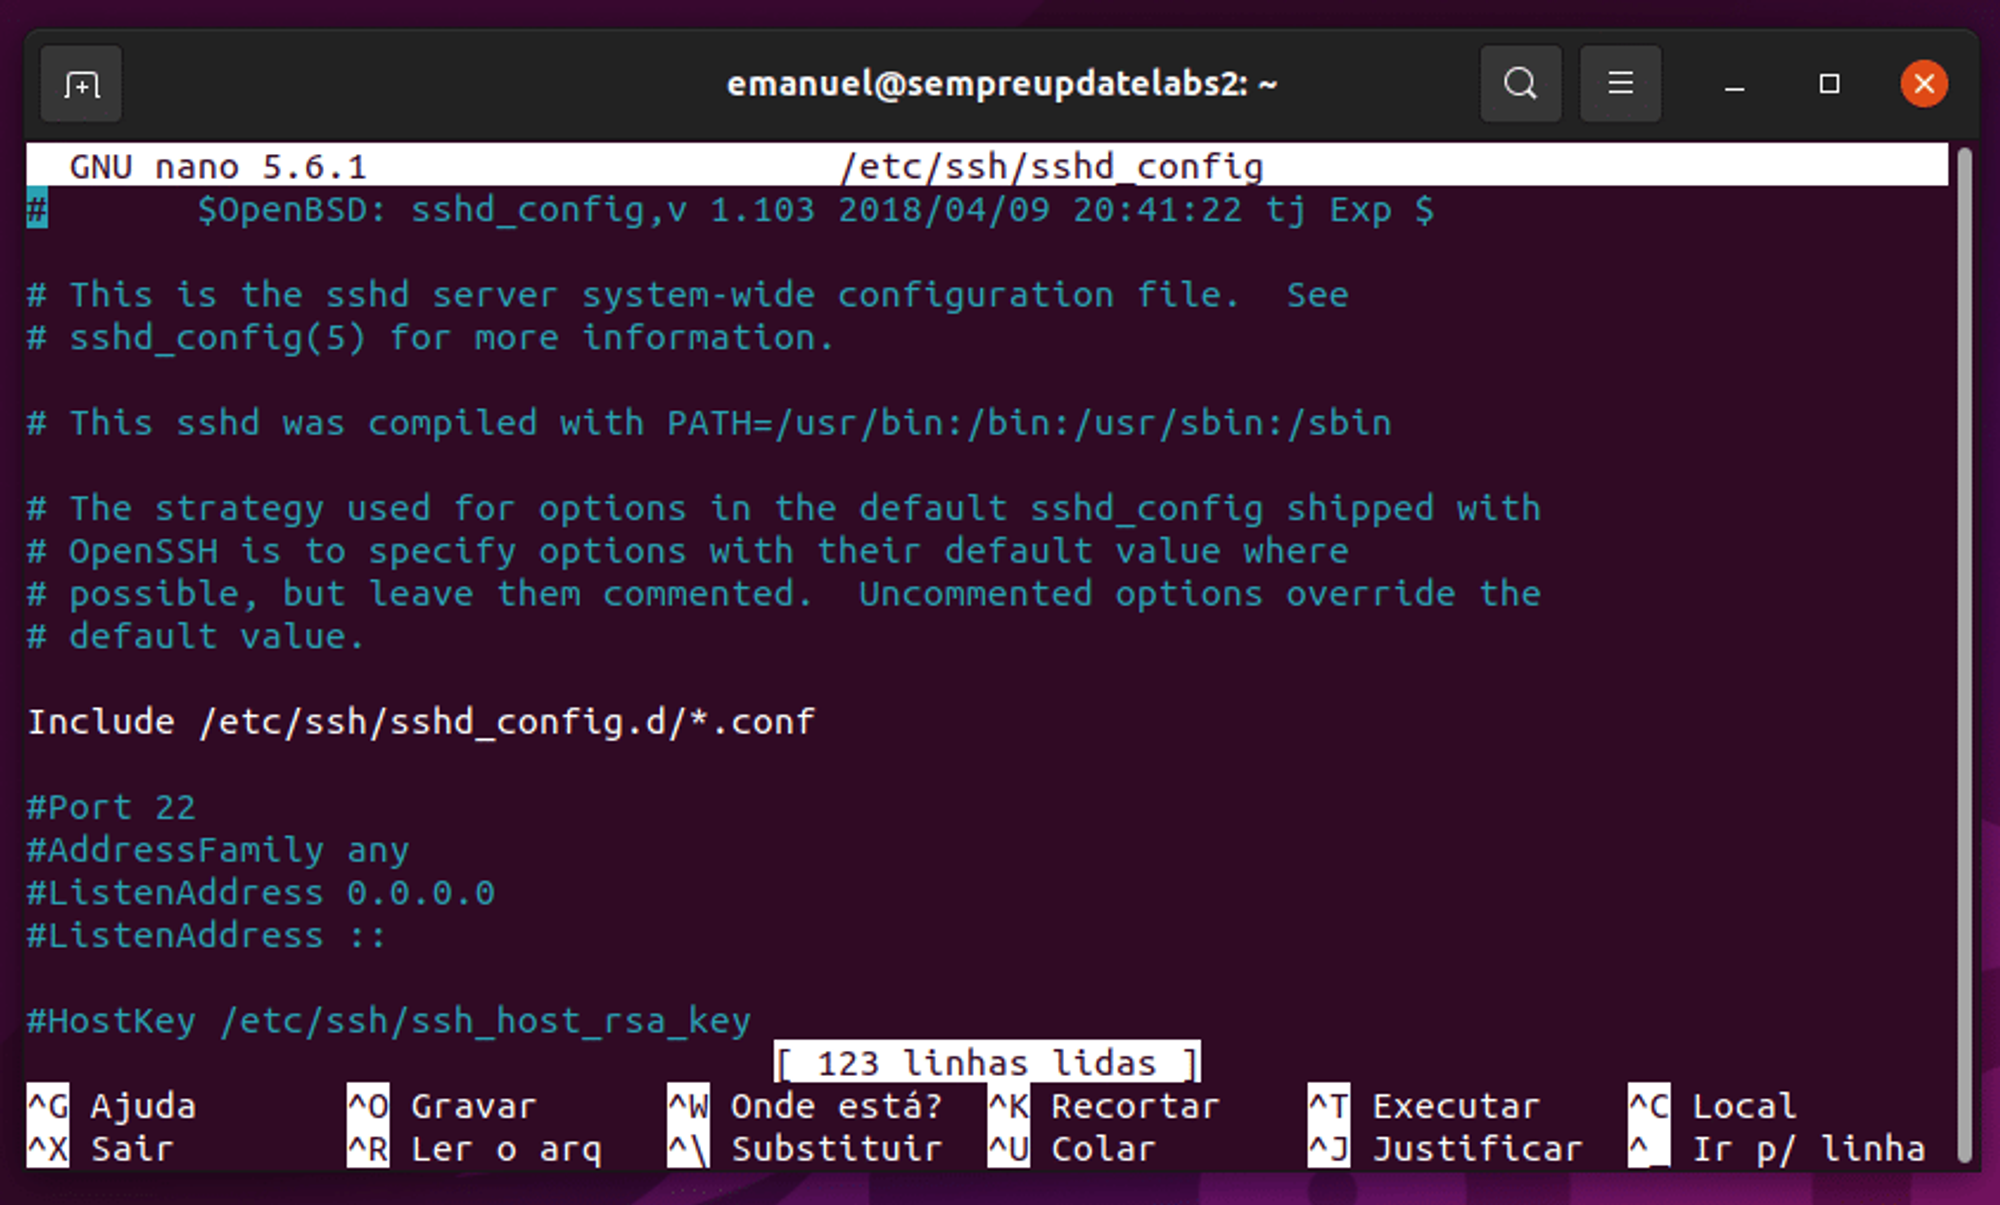 emanuel@sempreupdatelabs2: ~
GNU nano 5.6.1 /etc/ssh/sshd_config
# $OpenBSD: sshd_config,v 1.103 2018/04/09 20:41:22 tj Exp $
# This is the sshd server system-wide configuration file.  See
# sshd_config(5) for more information.
# This sshd was compiled with PATH=/usr/bin:/bin:/usr/sbin:/sbin
# The strategy used for options in the default sshd_config shipped with
# OpenSSH is to specify options with their default value where
# possible, but leave them commented.  Uncommented options override the
# default value.
Include /etc/ssh/sshd_config.d/*.conf
#Port 22
#AddressFamily any
#ListenAddress 0.0.0.0
#ListenAddress ::
#HostKey /etc/ssh/ssh_host_rsa_key
[ 123 linhas lidas ]
^G Ajuda ^O Gravar ^W Onde está? ^K Recortar ^T Executar ^C Local
^X Sair ^R Ler o arq ^\ Substituir ^U Colar ^J Justificar ^_ Ir p/ linha